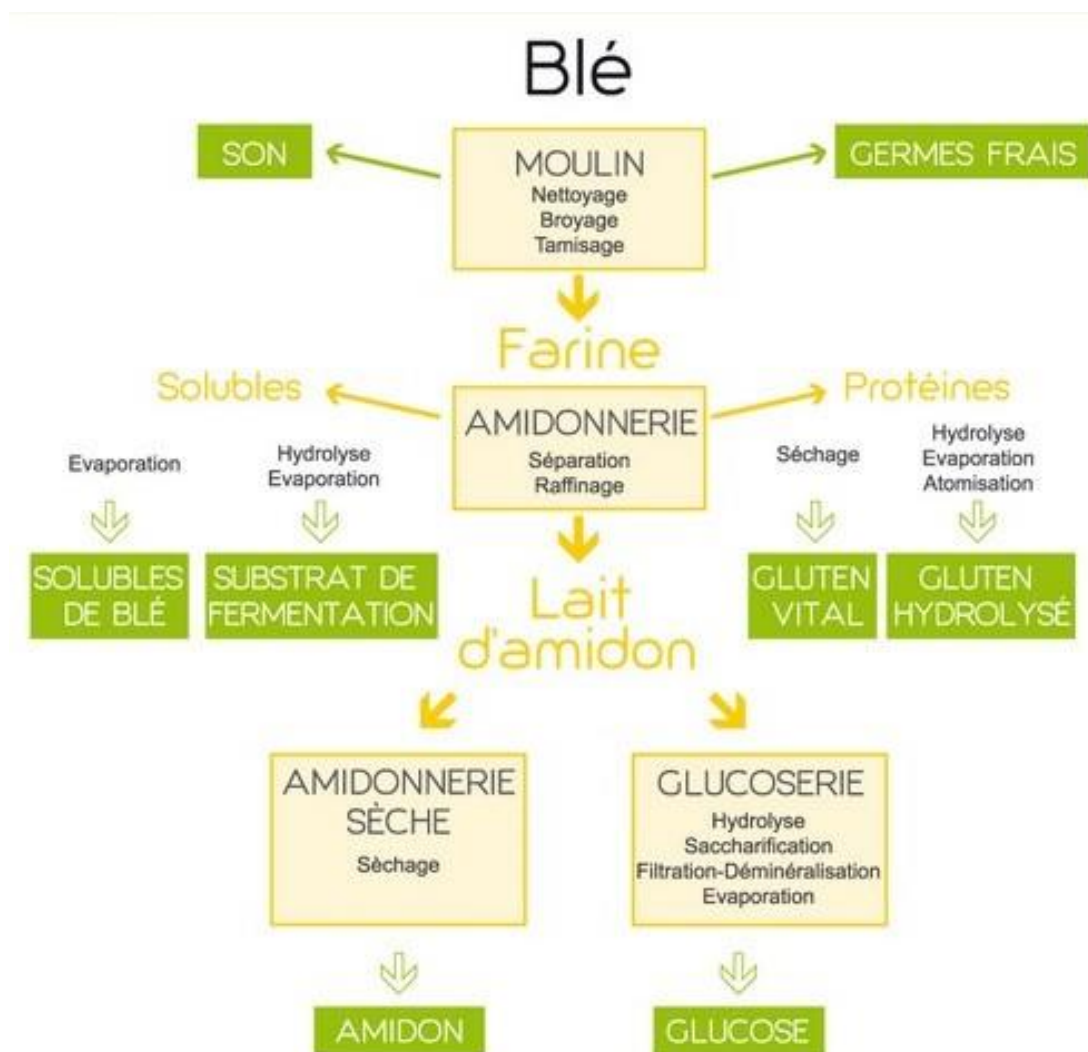 Blé
SON
MOULIN
Nettoyage
Broyage
Tamisage
GERMES FRAIS
Farine
Solubles
Protéines
AMIDONNERIE
Séparation
Raffinage
Evaporation
Hydrolyse
Evaporation
Séchage
Hydrolyse
Evaporation
Atomisation
SOLUBLES
DE BLÉ
SUBSTRAT DE
FERMENTATION
GLUTEN
VITAL
GLUTEN
HYDROLYSÉ
Lait
d'amidon
AMIDONNERIE
SÈCHE
Sèchage
GLUCOSERIE
Hydrolyse
Saccharification
Filtration-Déminéralisation
Evaporation
AMIDON
GLUCOSE